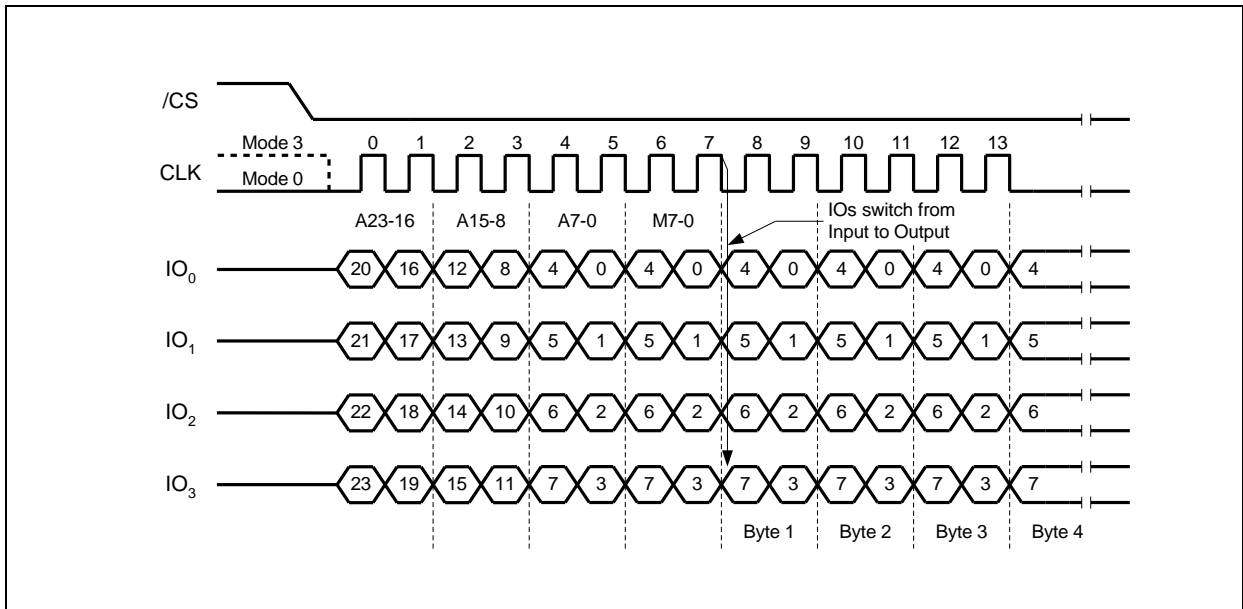 /CS
Mode 3 0 1 2 3 4 5 6 7 8 9 10 11 12 13
CLK
Mode 0
A23-16 A15-8 A7-0 M7-0 IOs switch from
Input to Output
IO0 20 16 12 8 4 0 4 0 4 0 4 0 4 0 4
IO1 21 17 13 9 5 1 5 1 5 1 5 1 5 1 5
IO2 22 18 14 10 6 2 6 2 6 2 6 2 6 2 6
IO3 23 19 15 11 7 3 7 3 7 3 7 3 7 3 7
Byte 1 Byte 2 Byte 3 Byte 4